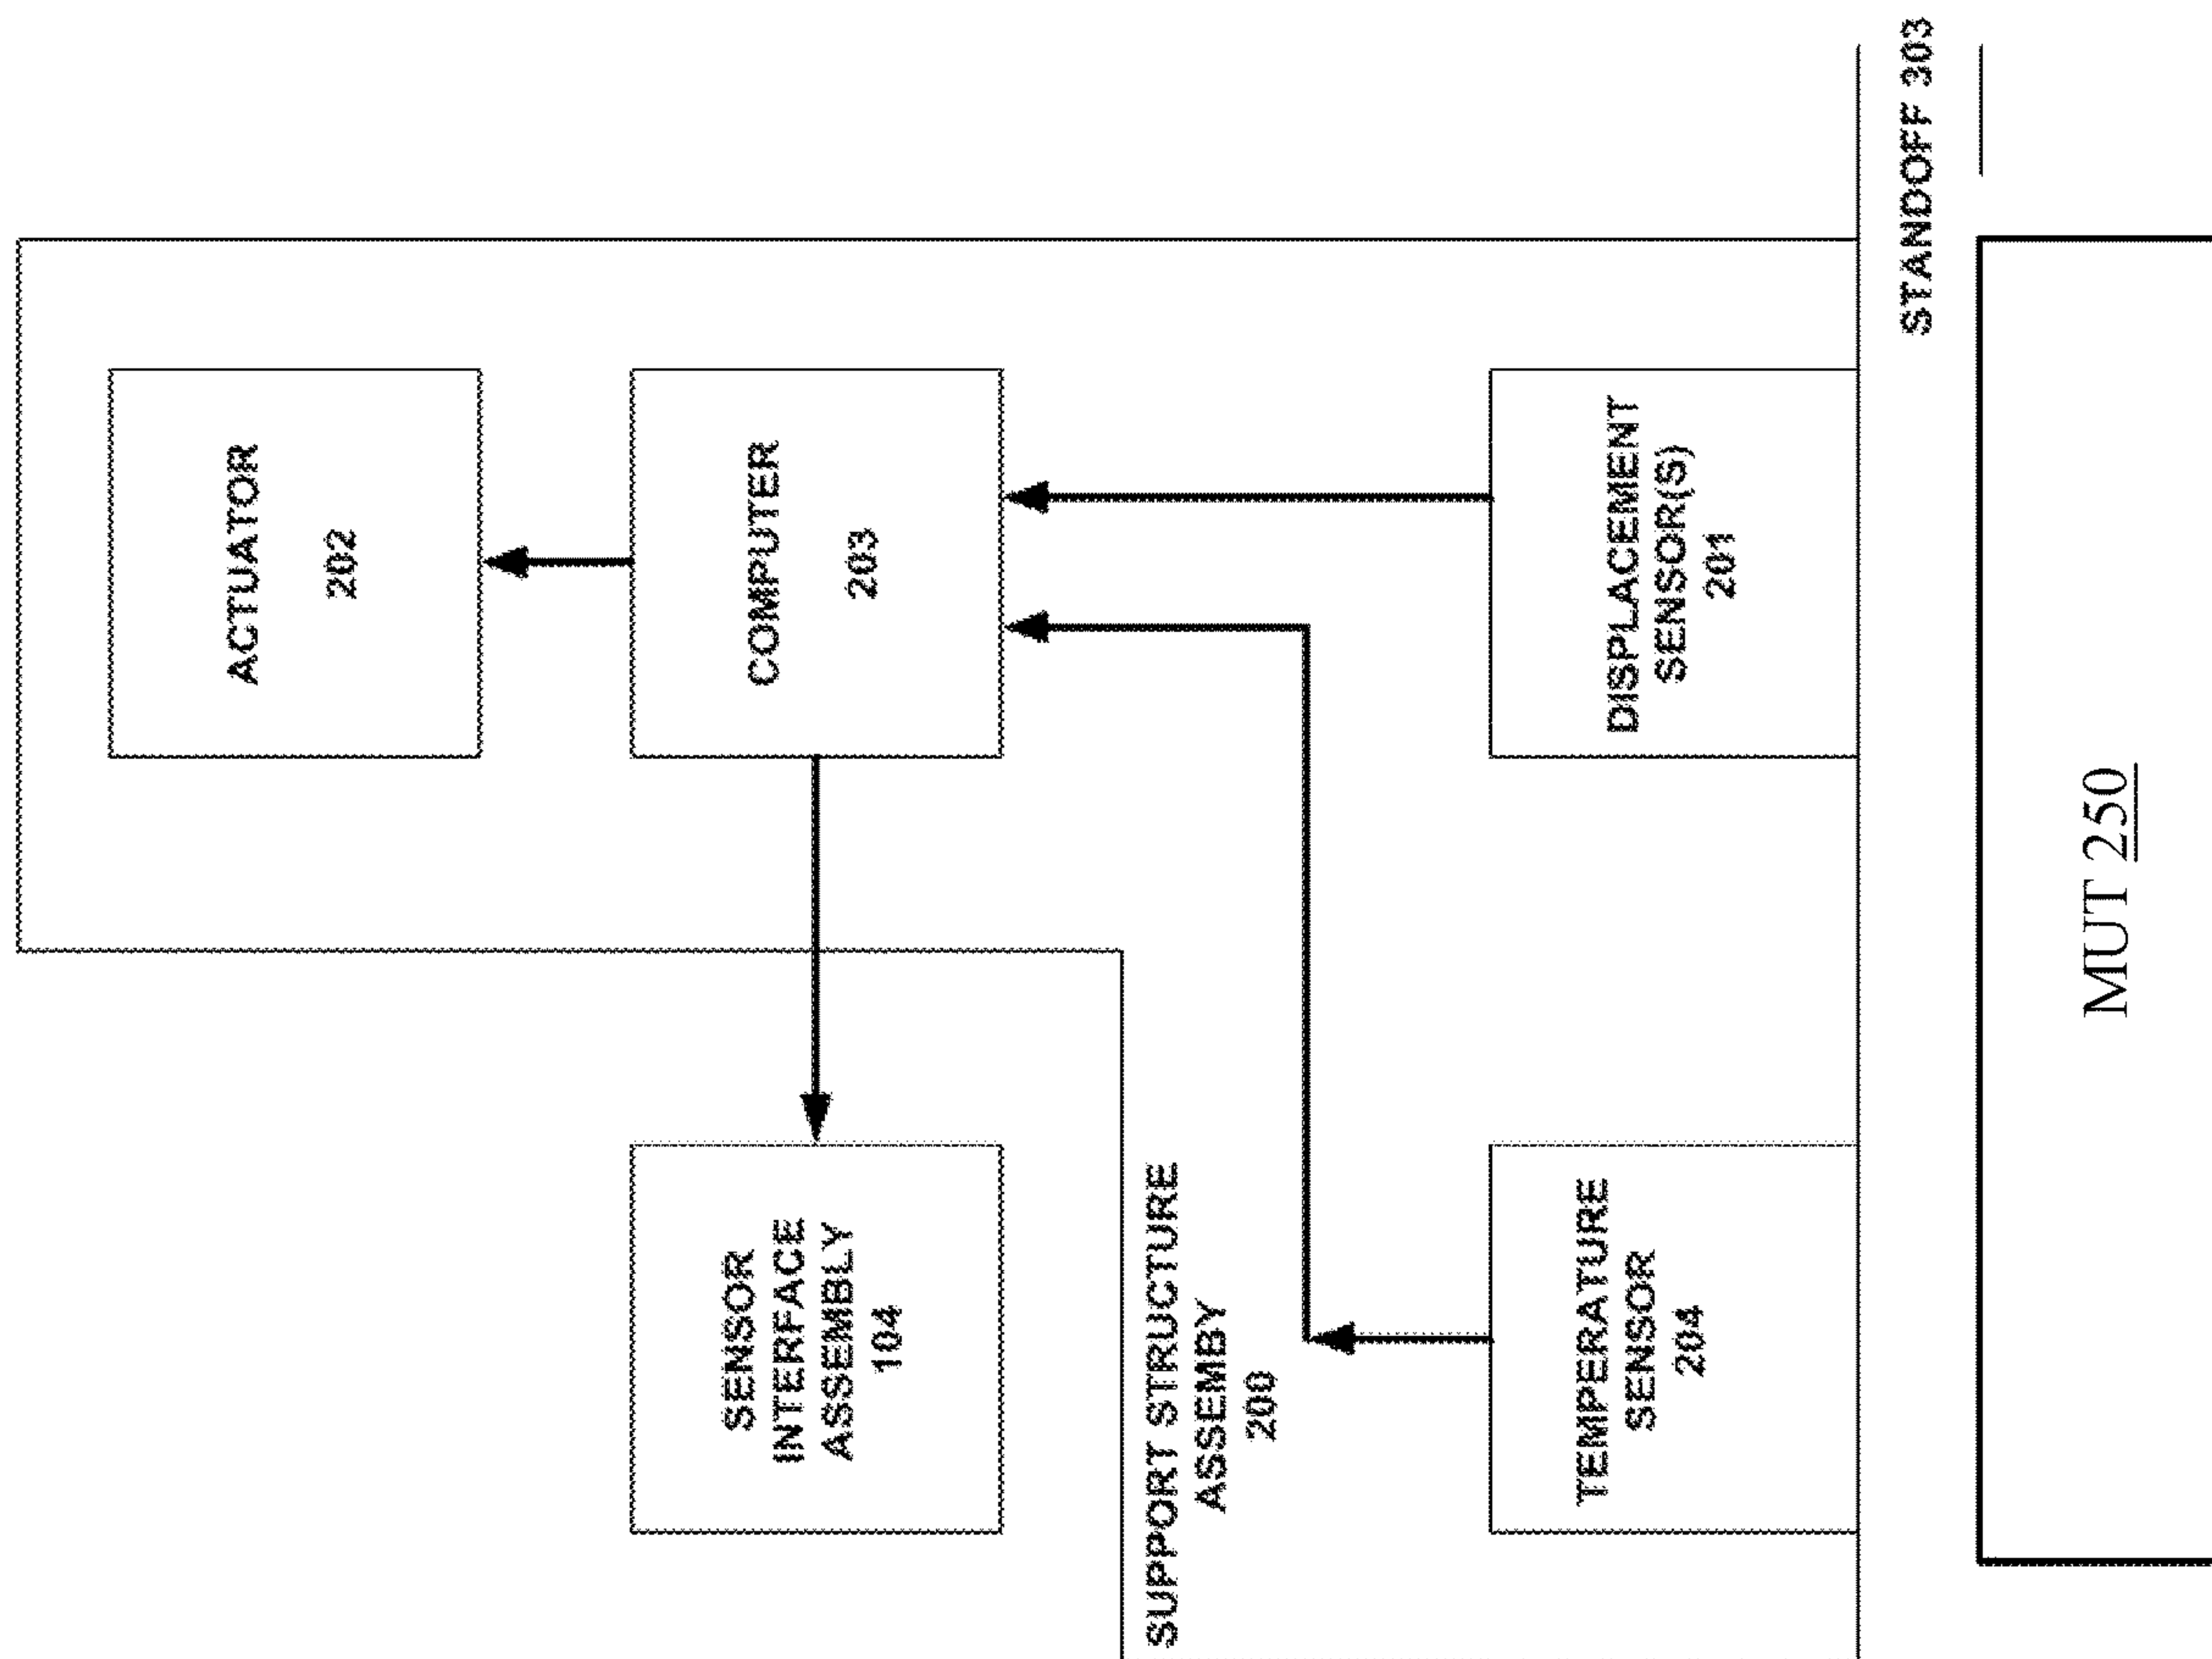 ACTUATOR
202
COMPUTER
203
DISPLACEMENT
SENSOR(S)
201
SENSOR
INTERFACE
ASSEMBLY
104
SUPPORT STRUCTURE
ASSEMBY
200
TEMPERATURE
SENSOR
204
STANDOFF 303
MUT 250